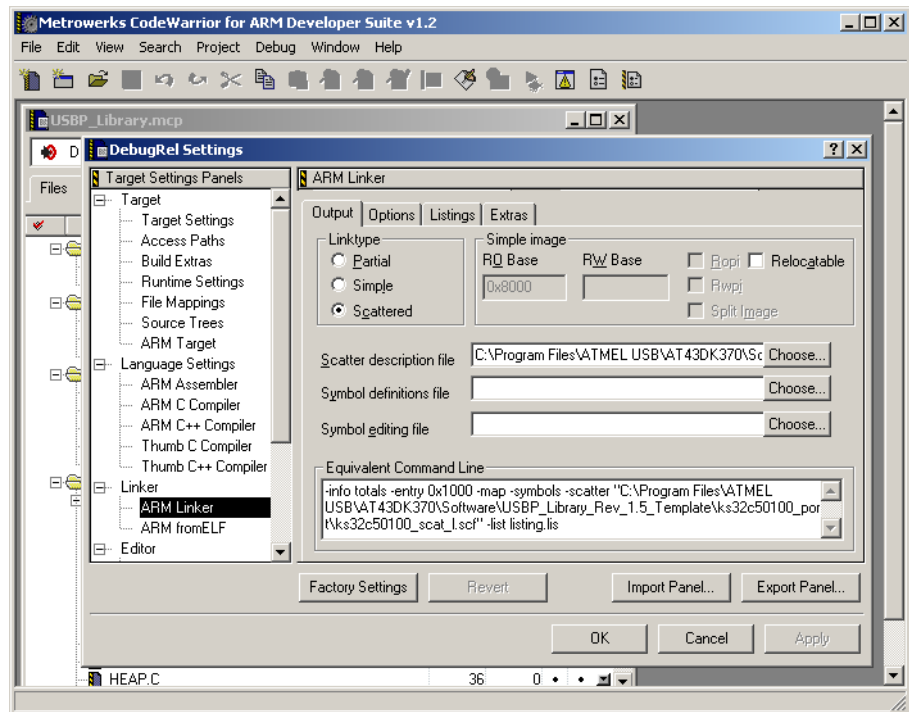 Metrowerks CodeWarrior for ARM Developer Suite v1.2
File Edit View Search Project Debug Window Help
USBP_Library.mcp
D
DebugRel Settings
Files
Target Settings Panels
Target
Target Settings
Access Paths
Build Extras
Runtime Settings
File Mappings
Source Trees
ARM Target
Language Settings
ARM Assembler
ARM C Compiler
ARM C++ Compiler
Thumb C Compiler
Thumb C++ Compiler
Linker
ARM Linker
ARM fromELF
Editor
ARM Linker
Output Options Listings Extras
Linktype
Partial
Simple
Scattered
Simple image
RO Base RW Base
0x8000
Ropi Relocatable
Rwpi
Split Image
Scatter description file C:\Program Files\ATMEL USB\AT43DK370\Sc Choose...
Symbol definitions file Choose...
Symbol editing file Choose...
Equivalent Command Line
-info totals -entry 0x1000 -map -symbols -scatter "C:\Program Files\ATMEL
USB\AT43DK370\Software\USBP_Library_Rev_1.5_Template\ks32c50100_por
t\ks32c50100_scat_l.scf" -list listing.lis
Factory Settings Revert Import Panel... Export Panel...
OK Cancel Apply
HEAP.C 36 0